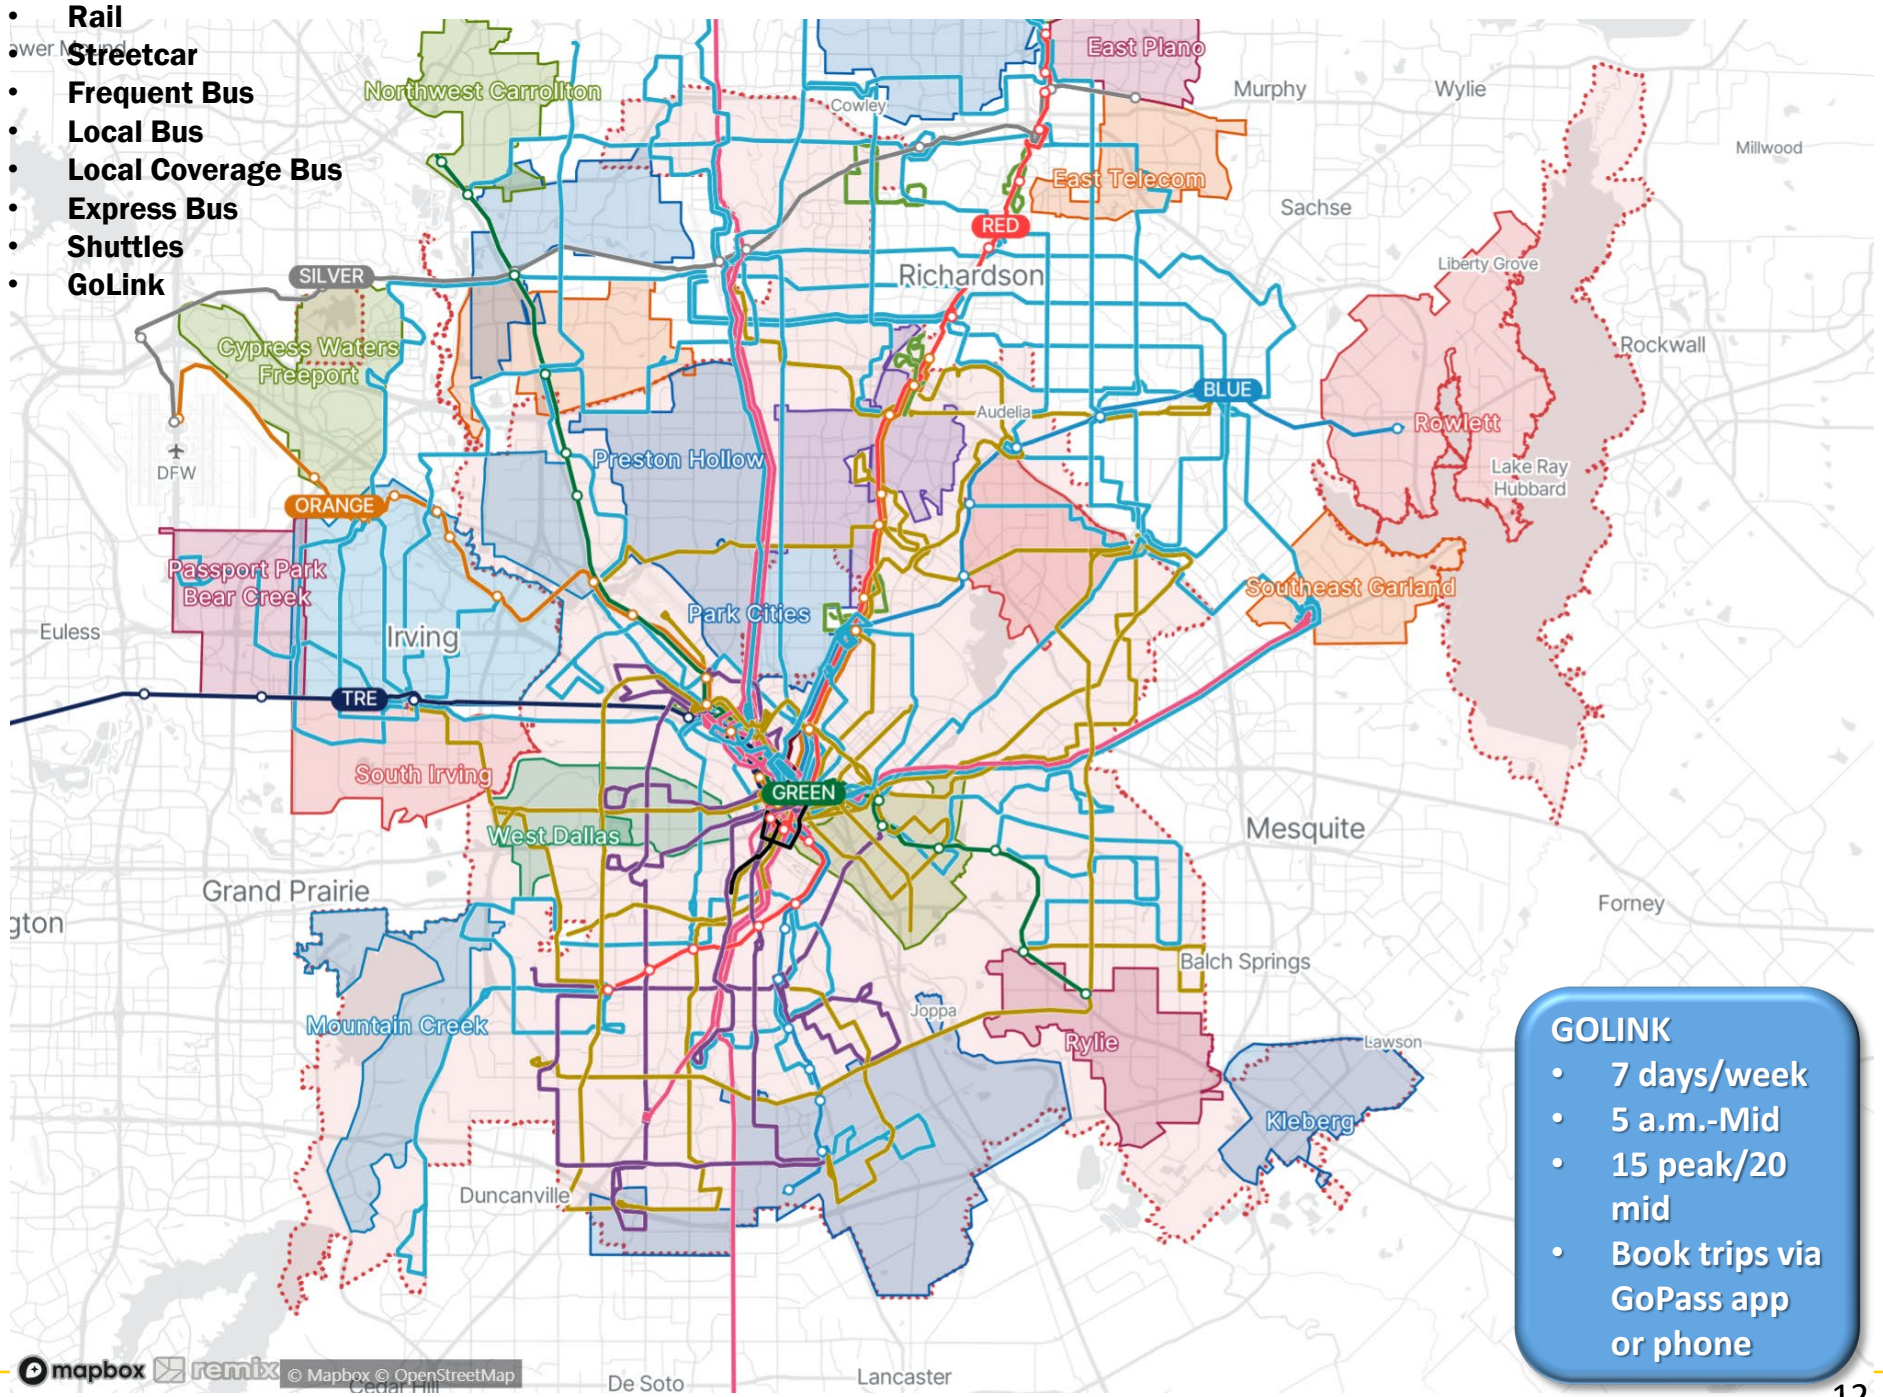 • Rail
• Streetcar
• Frequent Bus
• Local Bus
• Local Coverage Bus
• Express Bus
• Shuttles
• GoLink
East Plano
Northwest Carrollton
Murphy
Wylie
Cowley
Millwood
East Telecom
Sachse
RED
Liberty Grove
SILVER
Richardson
Cypress Waters
Freeport
Rockwall
BLUE
Audelia
Rowlett
Preston Hollow
DFW
Lake Ray
Hubbard
ORANGE
Passport Park
Bear Creek
Southeast Garland
Park Cities
Euless
Irving
TRE
South Irving
GREEN
West Dallas
Mesquite
Grand Prairie
Forney
gton
Balch Springs
Joppa
Mountain Creek
Rylie
Lawson
Kleberg
Duncanville
GOLINK
• 7 days/week
• 5 a.m.-Mid
• 15 peak/20
mid
• Book trips via
GoPass app
or phone
mapbox remix © Mapbox © OpenStreetMap
Cedar Hill
De Soto
Lancaster
12